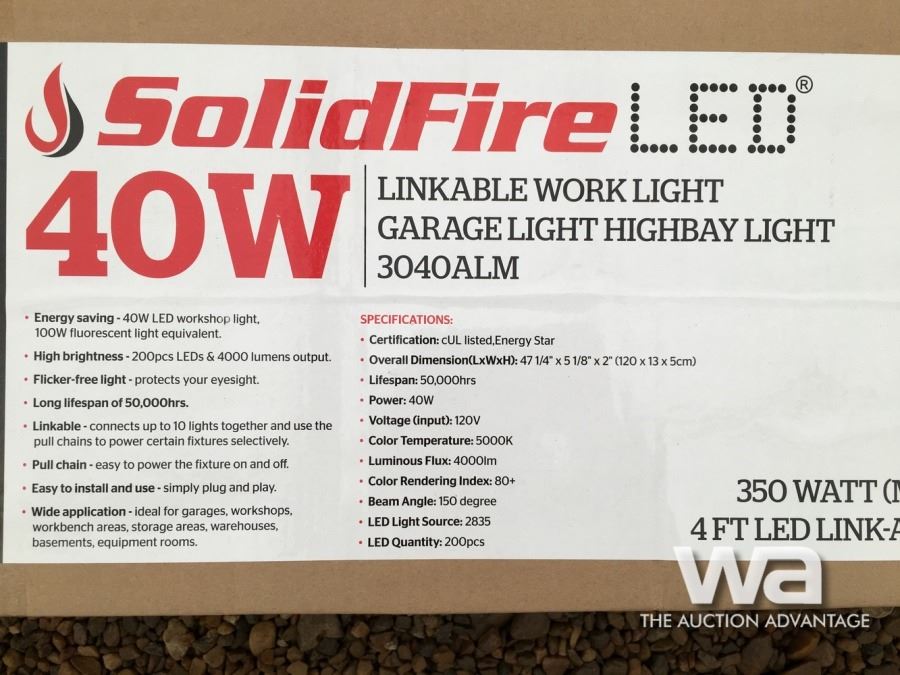 SolidFire LED®
40W
LINKABLE WORK LIGHT
GARAGE LIGHT HIGHBAY LIGHT
3040ALM
• Energy saving - 40W LED workshop light,
100W fluorescent light equivalent.
• High brightness - 200pcs LEDs & 4000 lumens output.
• Flicker-free light - protects your eyesight.
• Long lifespan of 50,000hrs.
• Linkable - connects up to 10 lights together and use the
pull chains to power certain fixtures selectively.
• Pull chain - easy to power the fixture on and off.
• Easy to install and use - simply plug and play.
• Wide application - ideal for garages, workshops,
workbench areas, storage areas, warehouses,
basements, equipment rooms.
SPECIFICATIONS:
• Certification: cUL listed,Energy Star
• Overall Dimension(LxWxH): 47 1/4" x 5 1/8" x 2" (120 x 13 x 5cm)
• Lifespan: 50,000hrs
• Power: 40W
• Voltage (input): 120V
• Color Temperature: 5000K
• Luminous Flux: 4000lm
• Color Rendering Index: 80+
• Beam Angle: 150 degree
• LED Light Source: 2835
• LED Quantity: 200pcs
350 WATT (
4 FT LED LINK-A
wa
THE AUCTION ADVANTAGE